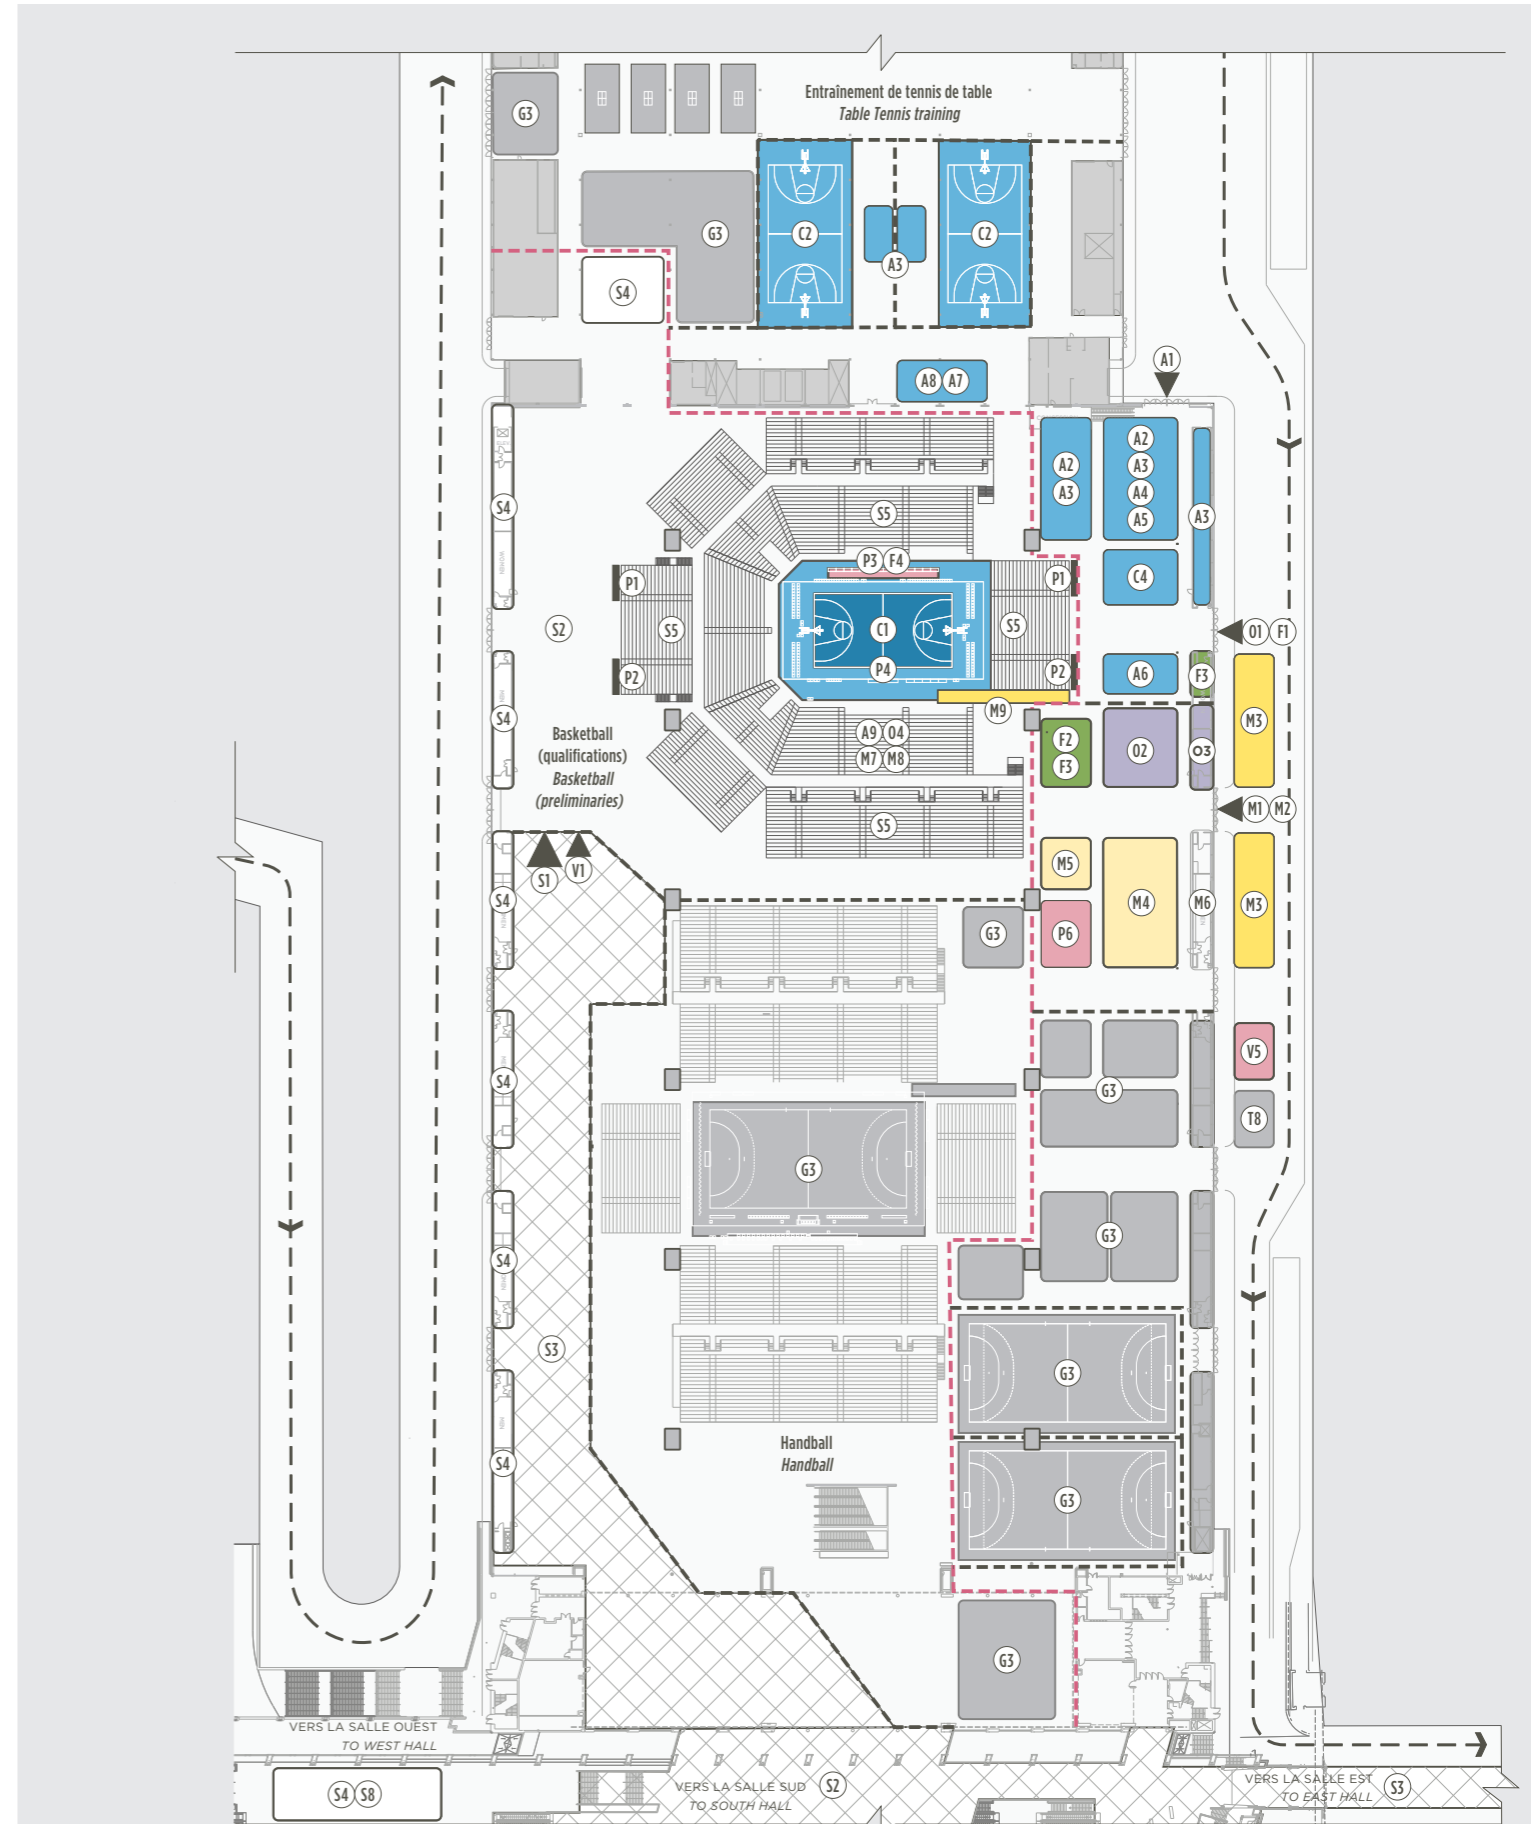 Entraînement de tennis de table
Table Tennis training
G3
C2
C2
G3
A3
S4
A1
A8 A7
A2
A3
A2
A3
A4
A5
A3
S4
WOMEN
S5
P3 F4
C4
P1
P1
S2
S5
C1
S5
O1 F1
P4
P2
P2
A6
F3
M9
S4
MEN
M3
Basketball
(qualifications)
Basketball
(preliminaries)
A9 O4
M7 M8
F2
F3
O2
O3
M1 M2
S5
S1
V1
M5
S4
M4
M6
M3
P6
G3
V5
S4
MEN
G3
T8
G3
G3
S4
S3
G3
MEN
Handball
Handball
S4
G3
G3
VERS LA SALLE OUEST
TO WEST HALL
S4 S8
VERS LA SALLE SUD
TO SOUTH HALL
S2
VERS LA SALLE EST
TO EAST HALL
S3